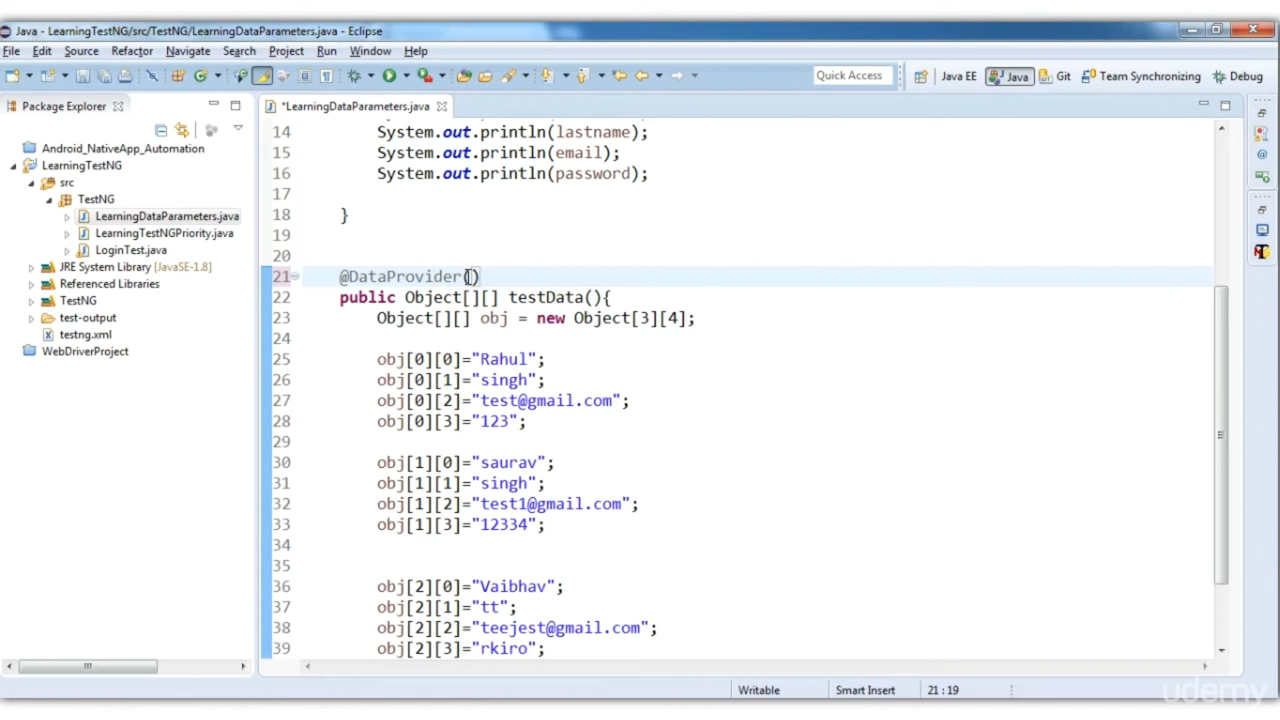 Java - LearningTestNG/src/TestNG/LearningDataParameters.java - Eclipse
File Edit Source Refactor Navigate Search Project Run Window Help
Quick Access Java EE Java Git Team Synchronizing Debug
Package Explorer
*LearningDataParameters.java
Android_NativeApp_Automation
LearningTestNG
src
TestNG
LearningDataParameters.java
LearningTestNGPriority.java
LoginTest.java
JRE System Library [JavaSE-1.8]
Referenced Libraries
TestNG
test-output
testng.xml
WebDriverProject
14 System.out.println(lastname);
15 System.out.println(email);
16 System.out.println(password);
17
18 }
19
20
21 @DataProvider()
22 public Object[][] testData(){
23 Object[][] obj = new Object[3][4];
24
25 obj[0][0]="Rahul";
26 obj[0][1]="singh";
27 obj[0][2]="test@gmail.com";
28 obj[0][3]="123";
29
30 obj[1][0]="saurav";
31 obj[1][1]="singh";
32 obj[1][2]="test1@gmail.com";
33 obj[1][3]="12334";
34
35
36 obj[2][0]="Vaibhav";
37 obj[2][1]="tt";
38 obj[2][2]="teejest@gmail.com";
39 obj[2][3]="rkiro";
Writable Smart Insert 21 : 19
udemy